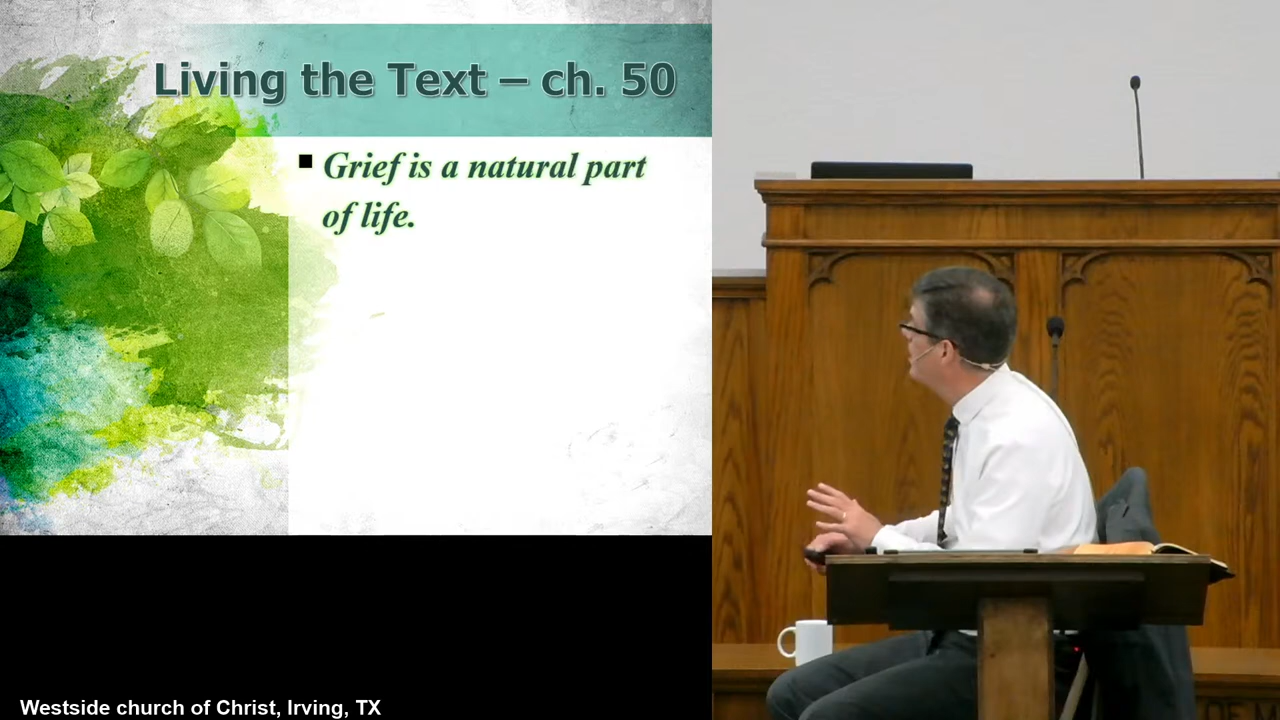 Living the Text – ch. 50
Grief is a natural part
of life.
Westside church of Christ, Irving, TX